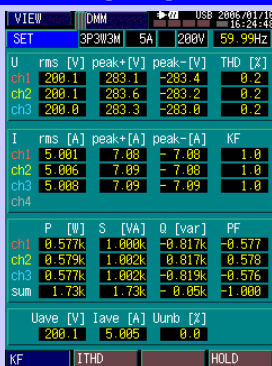 VIEW DMM USB 2006/01/16
16:24:48
SET 3P3W3M 5A 200V 59.99Hz
U rms [V] peak+[V] peak-[V] THD [%]
ch1 200.1 283.1 -283.4 0.2
ch2 200.1 283.6 -283.2 0.2
ch3 200.0 283.3 -283.0 0.2
I rms [A] peak+[A] peak-[A] KF
ch1 5.001 7.08 - 7.08 1.0
ch2 5.006 7.09 - 7.08 1.0
ch3 5.008 7.09 - 7.09 1.0
ch4
P [W] S [VA] Q [var] PF
ch1 0.577k 1.000k -0.817k -0.577
ch2 0.579k 1.002k 0.817k 0.578
ch3 0.577k 1.002k -0.819k -0.576
sum 1.73k 1.73k - 0.05k -1.000
Uave [V] Iave [A] Uunb [%]
200.1 5.005 0.0
KF ITHD HOLD